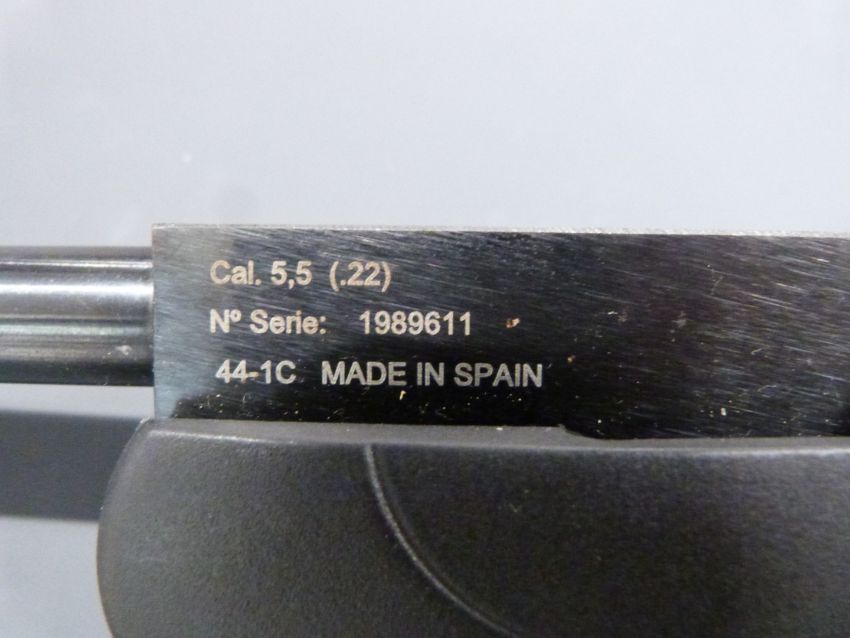 Cal. 5,5 (.22)
Nº Serie: 1989611
44-1C MADE IN SPAIN